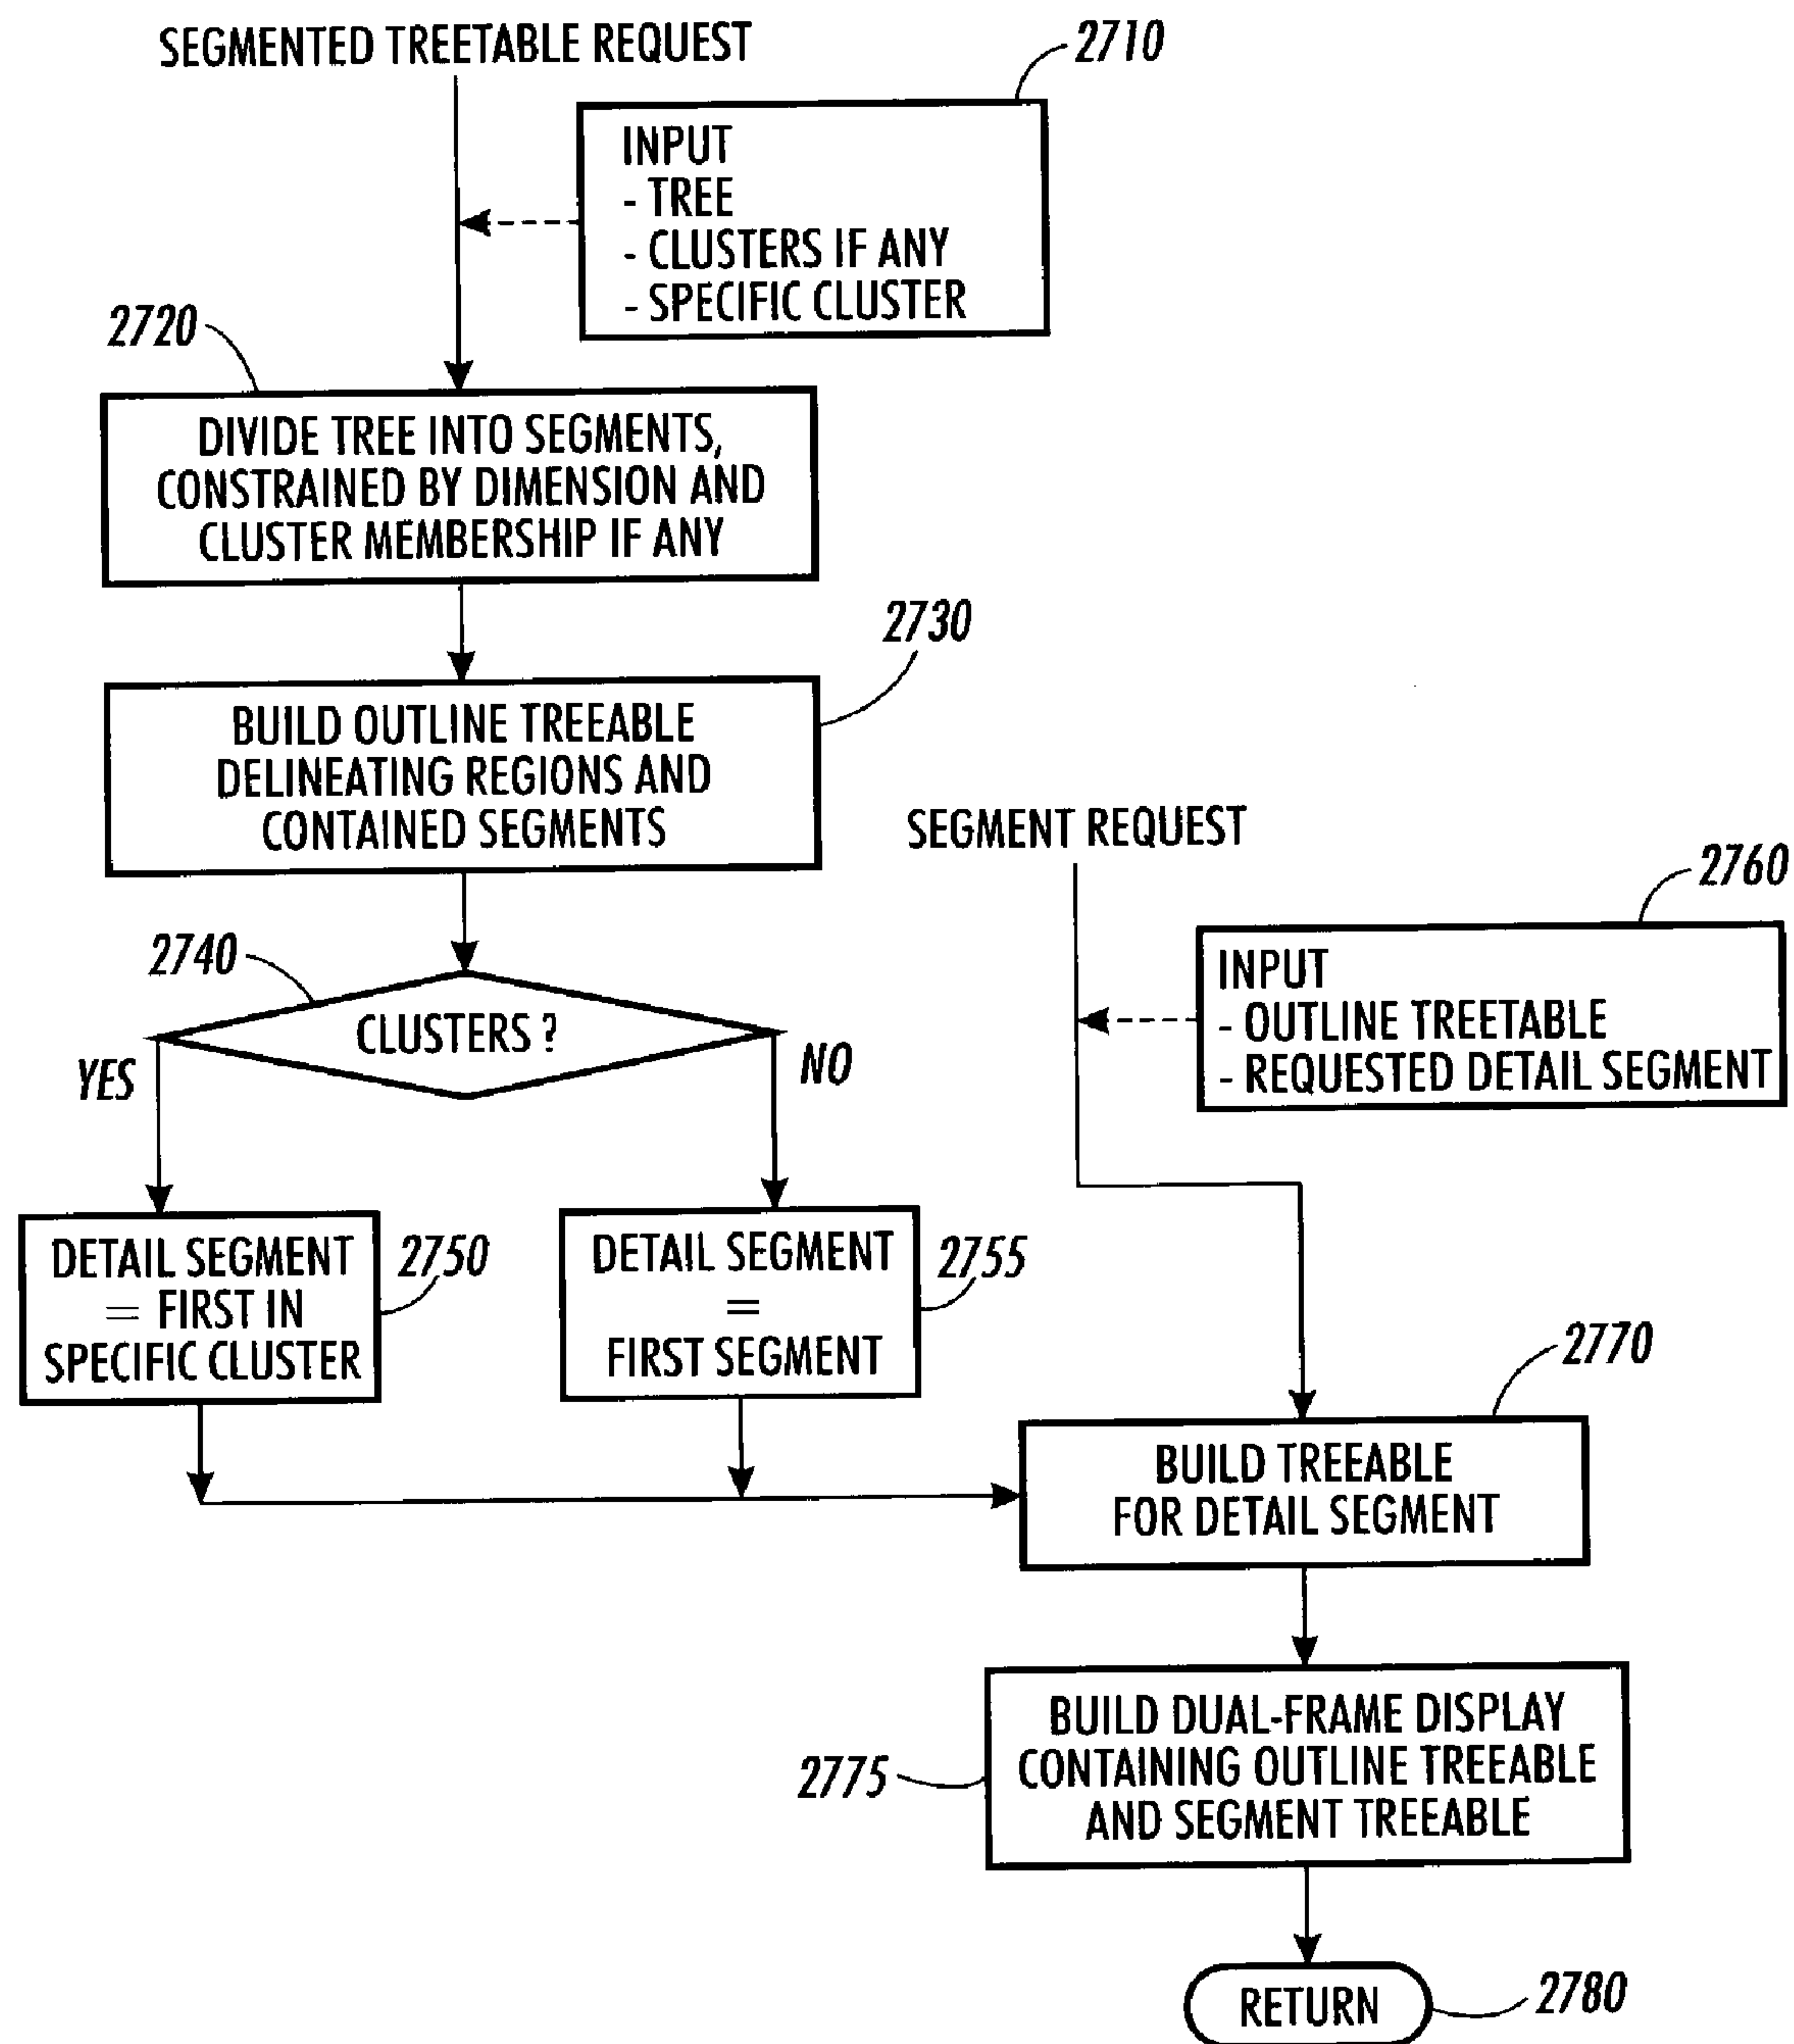 SEGMENTED TREETABLE REQUEST
2710
INPUT
- TREE
- CLUSTERS IF ANY
- SPECIFIC CLUSTER
2720
DIVIDE TREE INTO SEGMENTS,
CONSTRAINED BY DIMENSION AND
CLUSTER MEMBERSHIP IF ANY
2730
BUILD OUTLINE TREEABLE
DELINEATING REGIONS AND
CONTAINED SEGMENTS
SEGMENT REQUEST
2760
INPUT
- OUTLINE TREETABLE
- REQUESTED DETAIL SEGMENT
2740
CLUSTERS ?
YES
NO
DETAIL SEGMENT
= FIRST IN
SPECIFIC CLUSTER
2750
DETAIL SEGMENT
=
FIRST SEGMENT
2755
2770
BUILD TREEABLE
FOR DETAIL SEGMENT
2775
BUILD DUAL-FRAME DISPLAY
CONTAINING OUTLINE TREEABLE
AND SEGMENT TREEABLE
RETURN
2780